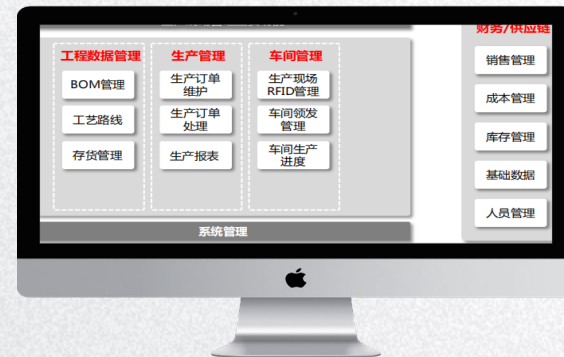 财务/供应链
工程数据管理
生产管理
车间管理
BOM管理
生产订单
维护
生产现场
RFID管理
销售管理
工艺路线
生产订单
处理
车间领发
管理
成本管理
存货管理
生产报表
车间生产
进度
库存管理
基础数据
人员管理
系统管理